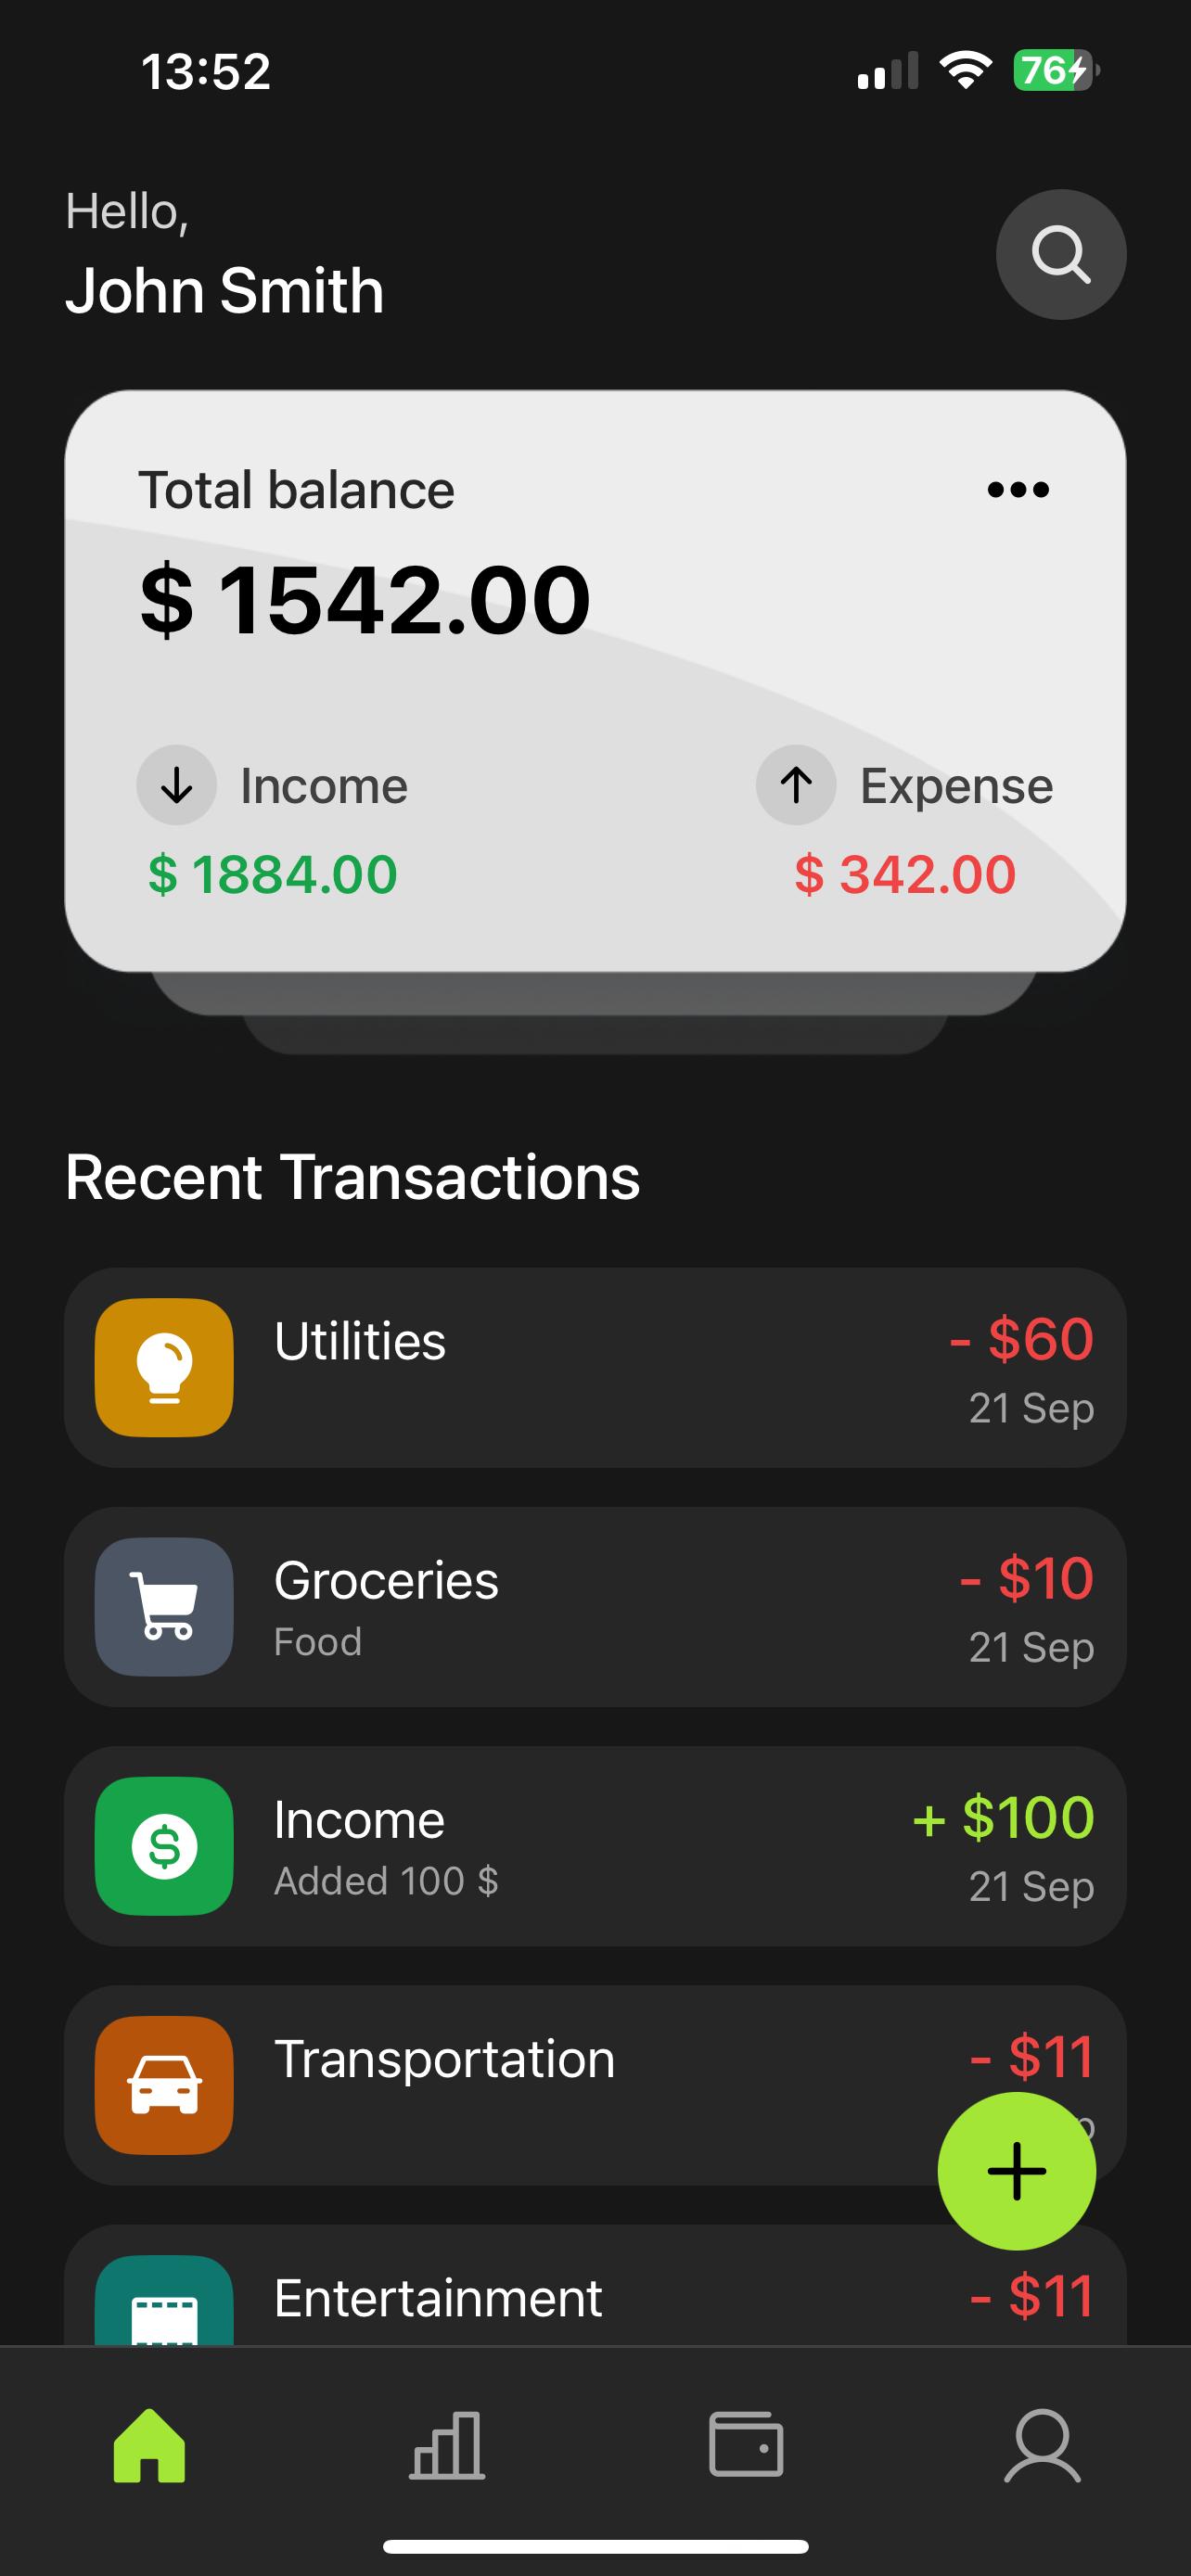 13:52
76
Hello,
John Smith
Total balance
$ 1542.00
Income
Expense
$ 1884.00
$ 342.00
Recent Transactions
Utilities
- $60
21 Sep
Groceries
- $10
Food
21 Sep
Income
+ $100
Added 100 $
21 Sep
Transportation
- $11
Entertainment
- $11